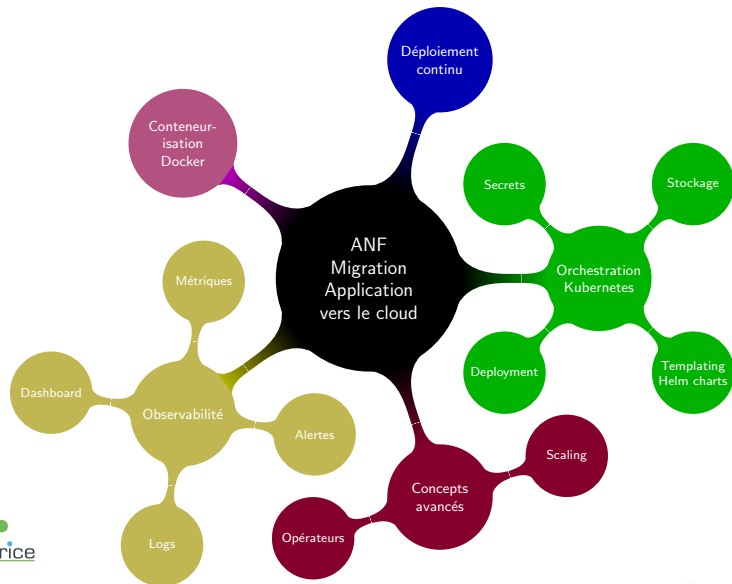 Déploiement
continu
Conteneur-
isation
Docker
Secrets
Stockage
ANF
Migration
Application
vers le cloud
Orchestration
Kubernetes
Métriques
Deployment
Templating
Helm charts
Dashboard
Observabilité
Alertes
Scaling
Concepts
avancés
Opérateurs
Logs
rice